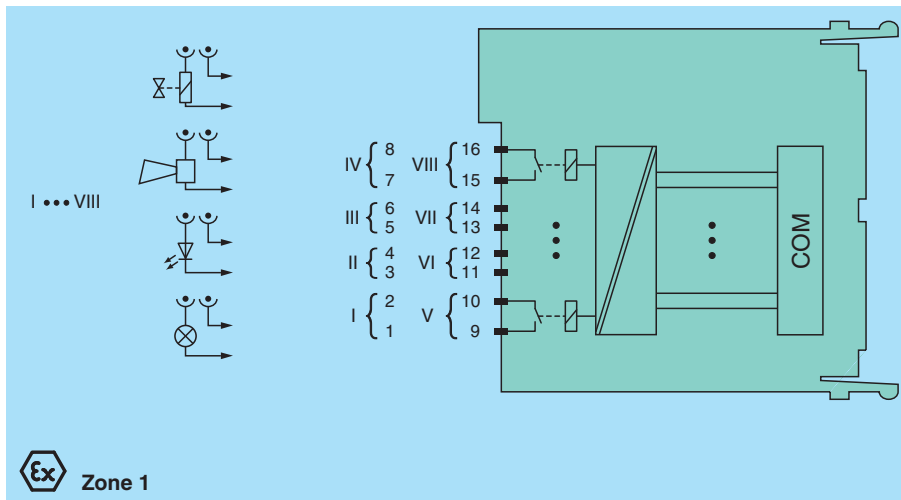 I ••• VIII
IV { 8 VIII { 16
7 15
III { 6 VII { 14
5 13
II { 4 VI { 12
3 11
I { 2 V { 10
1 9
COM
Ex Zone 1